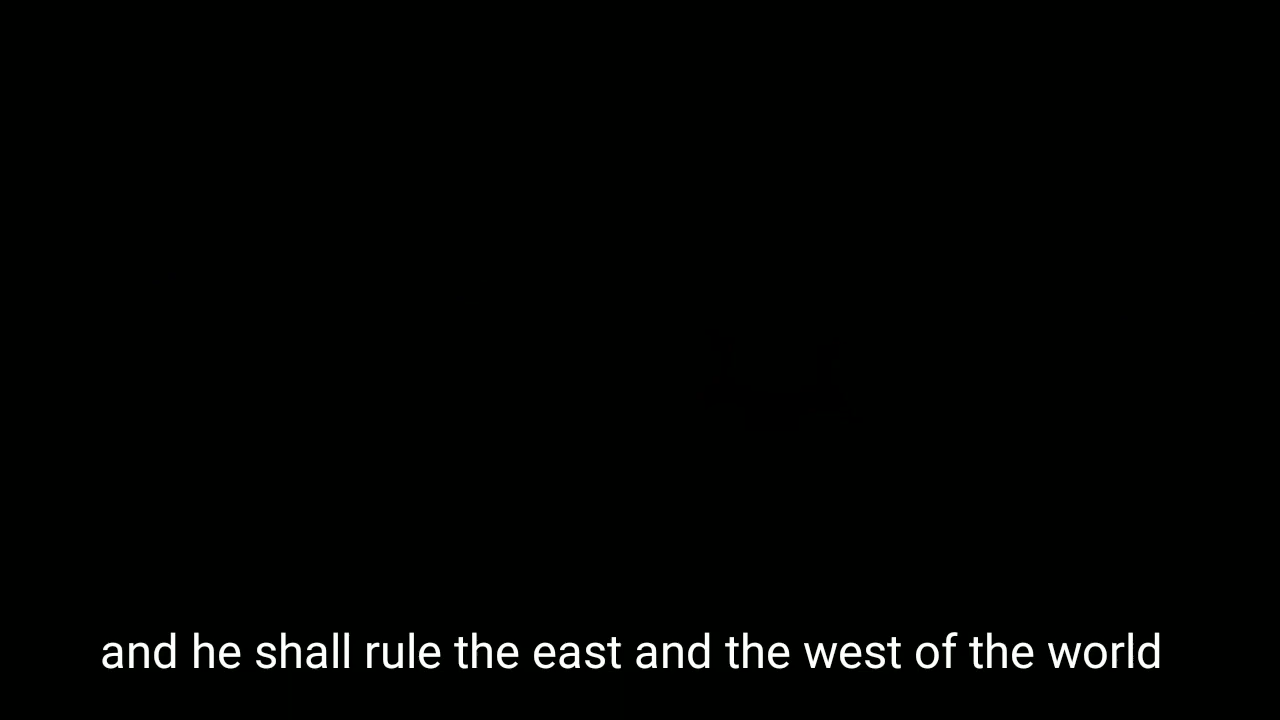 and he shall rule the east and the west of the world